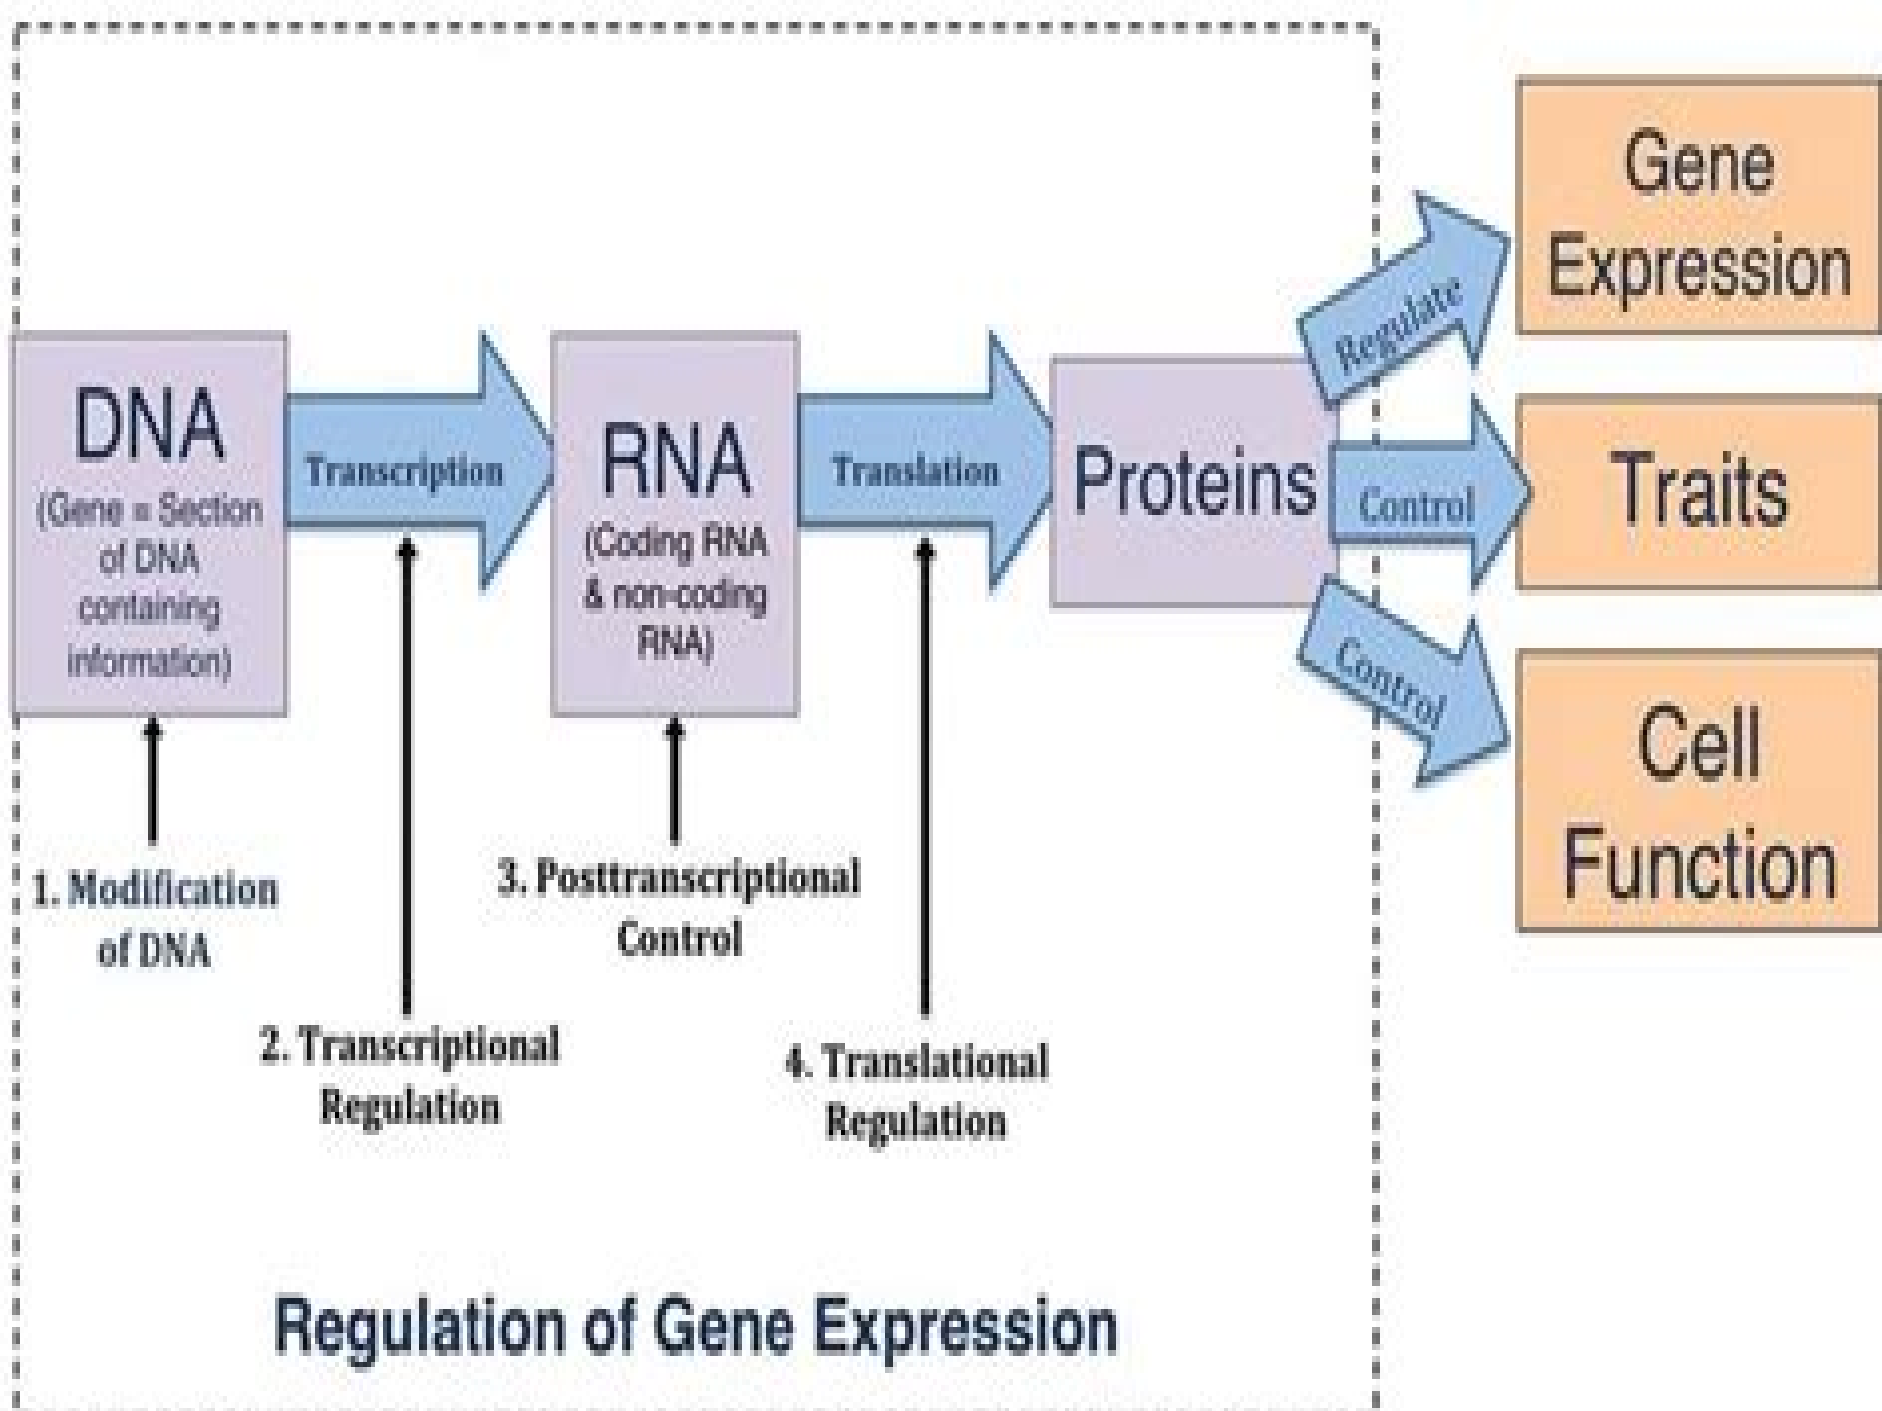 DNA
(Gene = Section
of DNA
containing
information)
Transcription
RNA
(Coding RNA
& non-coding
RNA)
Translation
Proteins
Regulate
Gene
Expression
Control
Traits
Control
Cell
Function
1. Modification
of DNA
2. Transcriptional
Regulation
3. Posttranscriptional
Control
4. Translational
Regulation
Regulation of Gene Expression